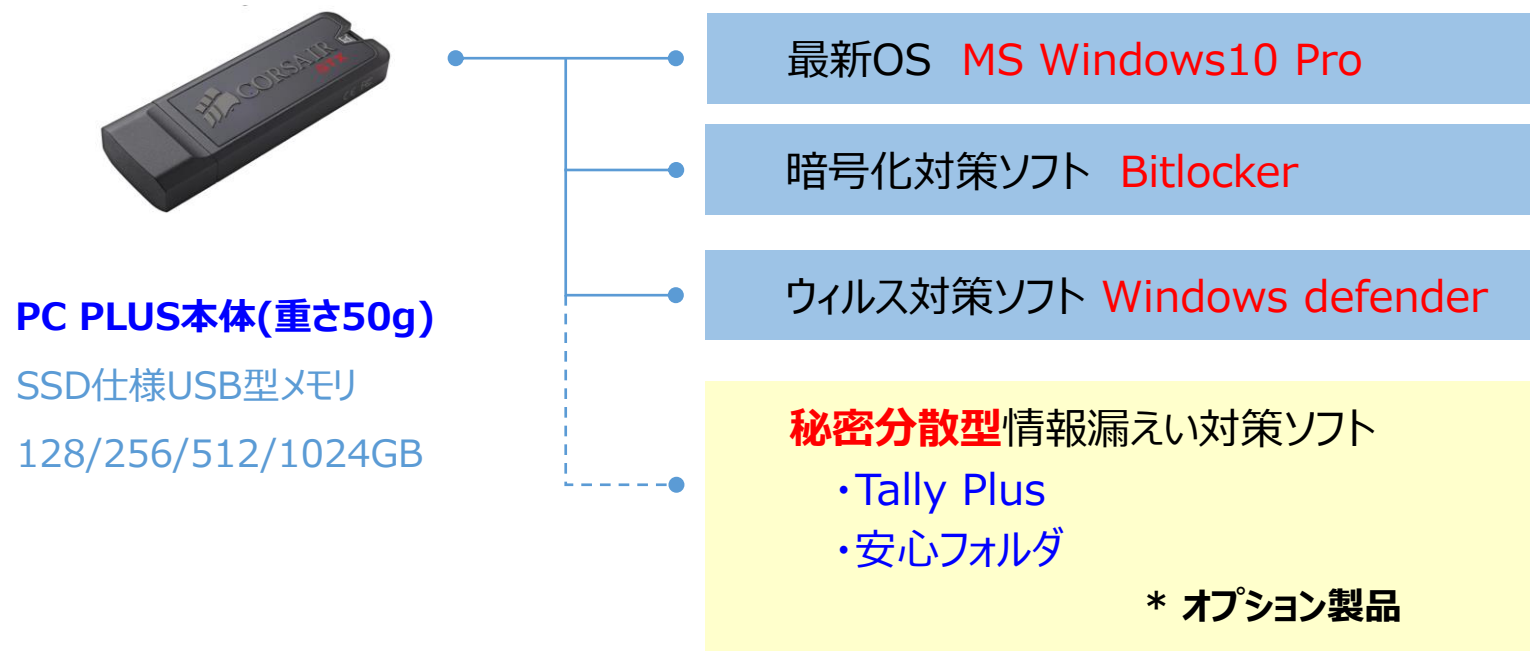 CORSAIR
GTX
PC PLUS本体(重さ50g)
SSD仕様USB型メモリ
128/256/512/1024GB
最新OS MS Windows10 Pro
暗号化対策ソフト Bitlocker
ウィルス対策ソフト Windows defender
秘密分散型情報漏えい対策ソフト
・Tally Plus
・安心フォルダ
* オプション製品